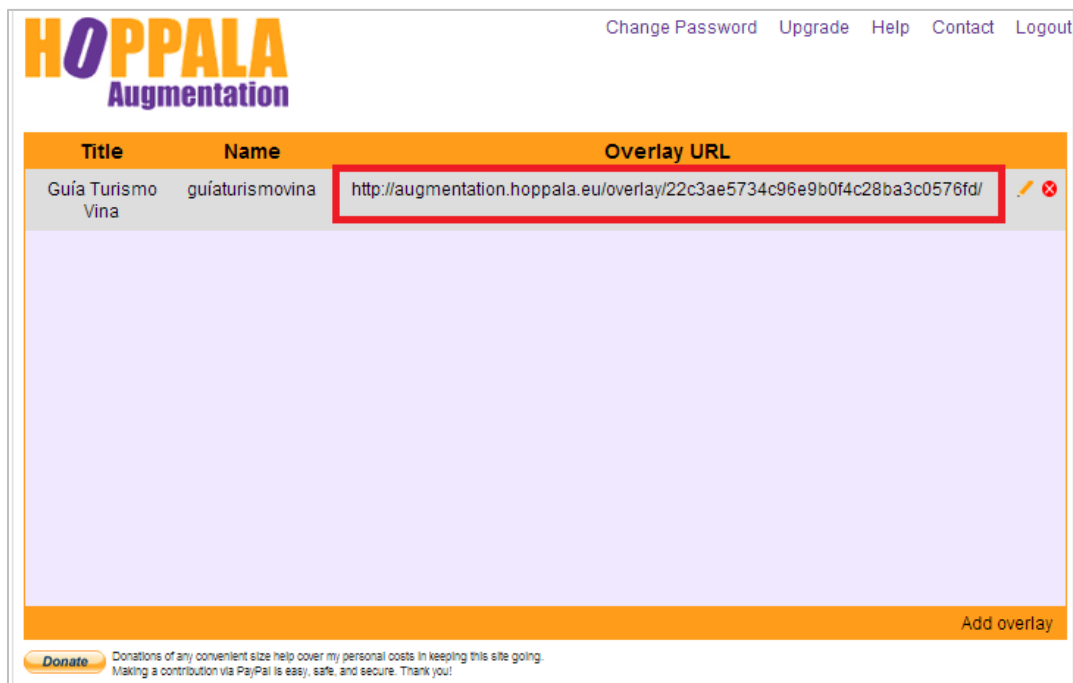 HOPPALA
Augmentation
Change Password Upgrade Help Contact Logout
Title Name Overlay URL
Guía Turismo Vina guíaturismovina http://augmentation.hoppala.eu/overlay/22c3ae5734c96e9b0f4c28ba3c0576fd/
Add overlay
Donate
Donations of any convenient size help cover my personal costs in keeping this site going.
Making a contribution via PayPal is easy, safe, and secure. Thank you!